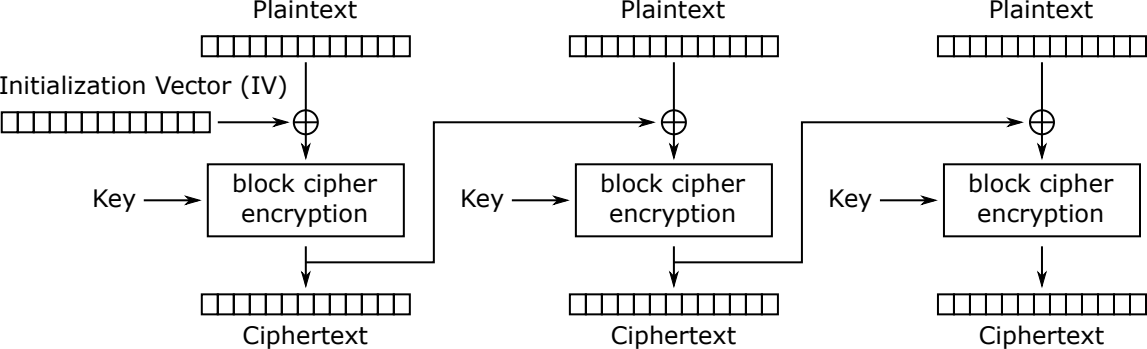 Plaintext
Plaintext
Plaintext
Initialization Vector (IV)
Key
block cipher
encryption
Key
block cipher
encryption
Key
block cipher
encryption
Ciphertext
Ciphertext
Ciphertext